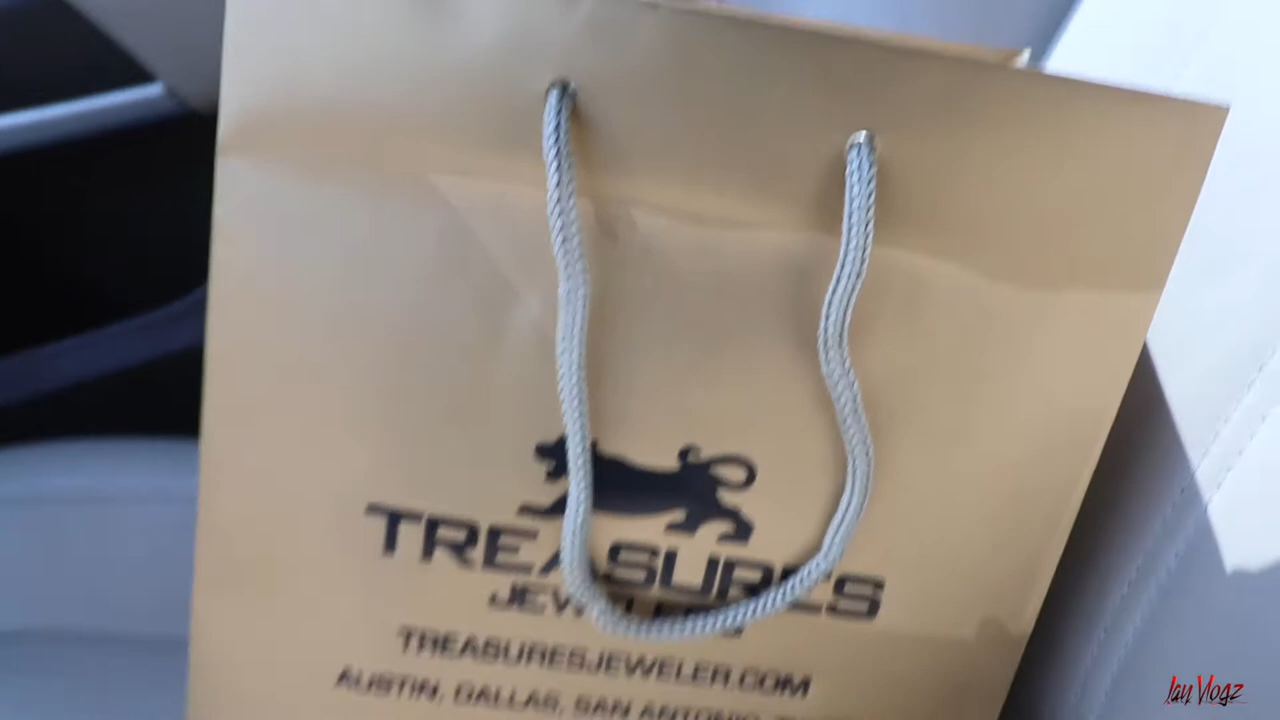 TREASURES
TREASURESJEWELER.COM
AUSTIN, DALLAS, SAN ANTONIO,
Jay Vlogz